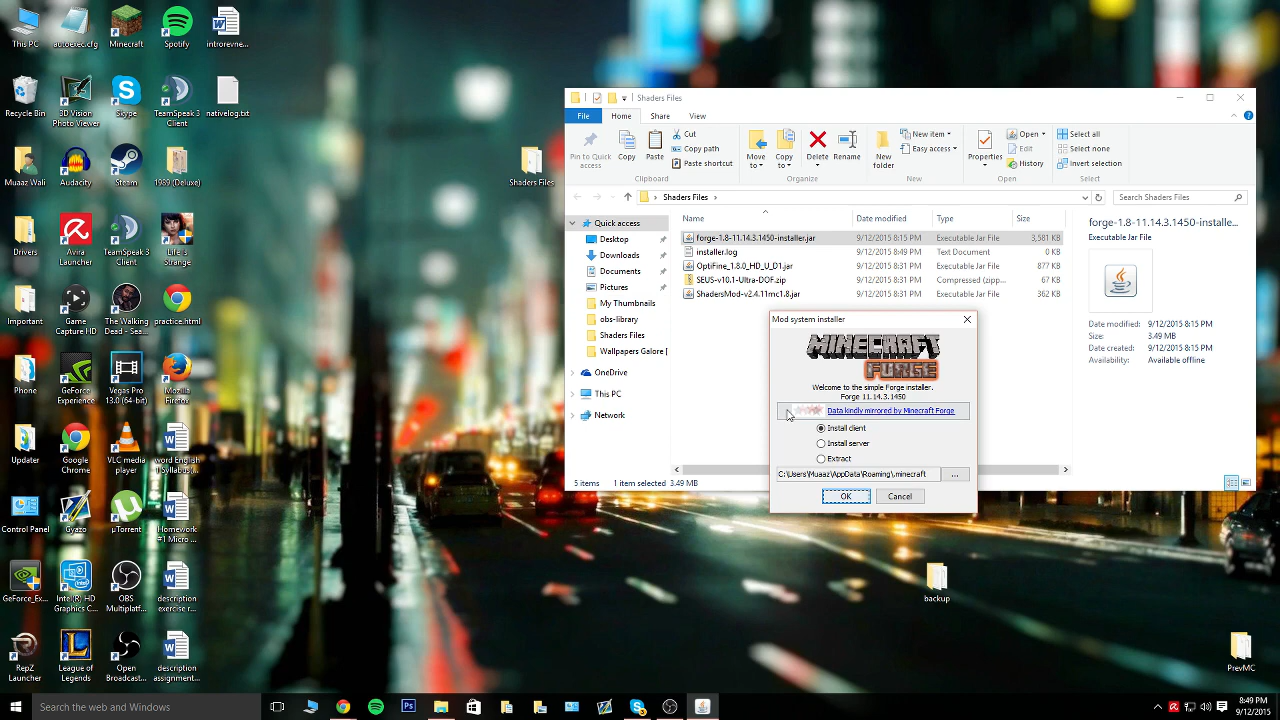 This PC
autoexec.cfg
Minecraft
Spotify
introrevne...
Recycle Bin
3D Vision
Photo Viewer
Skype
TeamSpeak 3
Client
nativelog.txt
Muaaz Wali
Audacity
Steam
1989 (Deluxe)
Shaders Files
Drivers
Avira
Launcher
TeamSpeak 3
Client
Life is
Strange
Important
Game
Capture HD
The Walking
Dead - Sea...
practice.html
Phone
GeForce
Experience
Vegas Pro
13.0 (64-bit)
Mozilla
Firefox
Updater
Google
Chrome
VLC media
player
word English
1 Syllabus(...
Control Panel
Gyazo
µTorrent
Homework
#1 Micro ...
GeForce_Ex...
Intel(R) HD
Graphics C...
OBS
Multiplatf...
description
exercise r...
RepZ
Launcher
League of
Legends
Open
Broadcast...
description
assignment...
backup
PrevMC
Shaders Files
File
Home
Share
View
Pin to Quick
access
Copy
Paste
Cut
Copy path
Paste shortcut
Clipboard
Move
to
Copy
to
Delete
Rename
Organize
New
folder
New item
Easy access
New
Properties
Open
Edit
History
Open
Select all
Select none
Invert selection
Select
Shaders Files
Search Shaders Files
Quick access
Desktop
Downloads
Documents
Pictures
My Thumbnails
obs-library
Shaders Files
Wallpapers Galore [
OneDrive
This PC
Network
Name Date modified Type Size
forge-1.8-11.14.3.1450-installer.jar 9/12/2015 8:15 PM Executable Jar File 3,581 KB
installer.log 9/12/2015 8:49 PM Text Document 0 KB
OptiFine_1.8.0_HD_U_D1.jar 9/12/2015 8:31 PM Executable Jar File 877 KB
SEUS-v10.1-Ultra-DOF.zip 9/12/2015 8:31 PM Compressed (zipp... 67 KB
ShadersMod-v2.4.11mc1.8.jar 9/12/2015 8:31 PM Executable Jar File 362 KB
forge-1.8-11.14.3.1450-installe...
Executable Jar File
Date modified: 9/12/2015 8:15 PM
Size: 3.49 MB
Date created: 9/12/2015 8:15 PM
Availability: Available offline
5 items 1 item selected 3.49 MB
Mod system installer
MINECRAFT
FORGE
Welcome to the simple Forge installer.
Forge 11.14.3.1450
Data kindly mirrored by Minecraft Forge
Install client
Install server
Extract
C:\Users\Muaaz\AppData\Roaming\.minecraft
...
OK
Cancel
Search the web and Windows
8:49 PM
9/12/2015